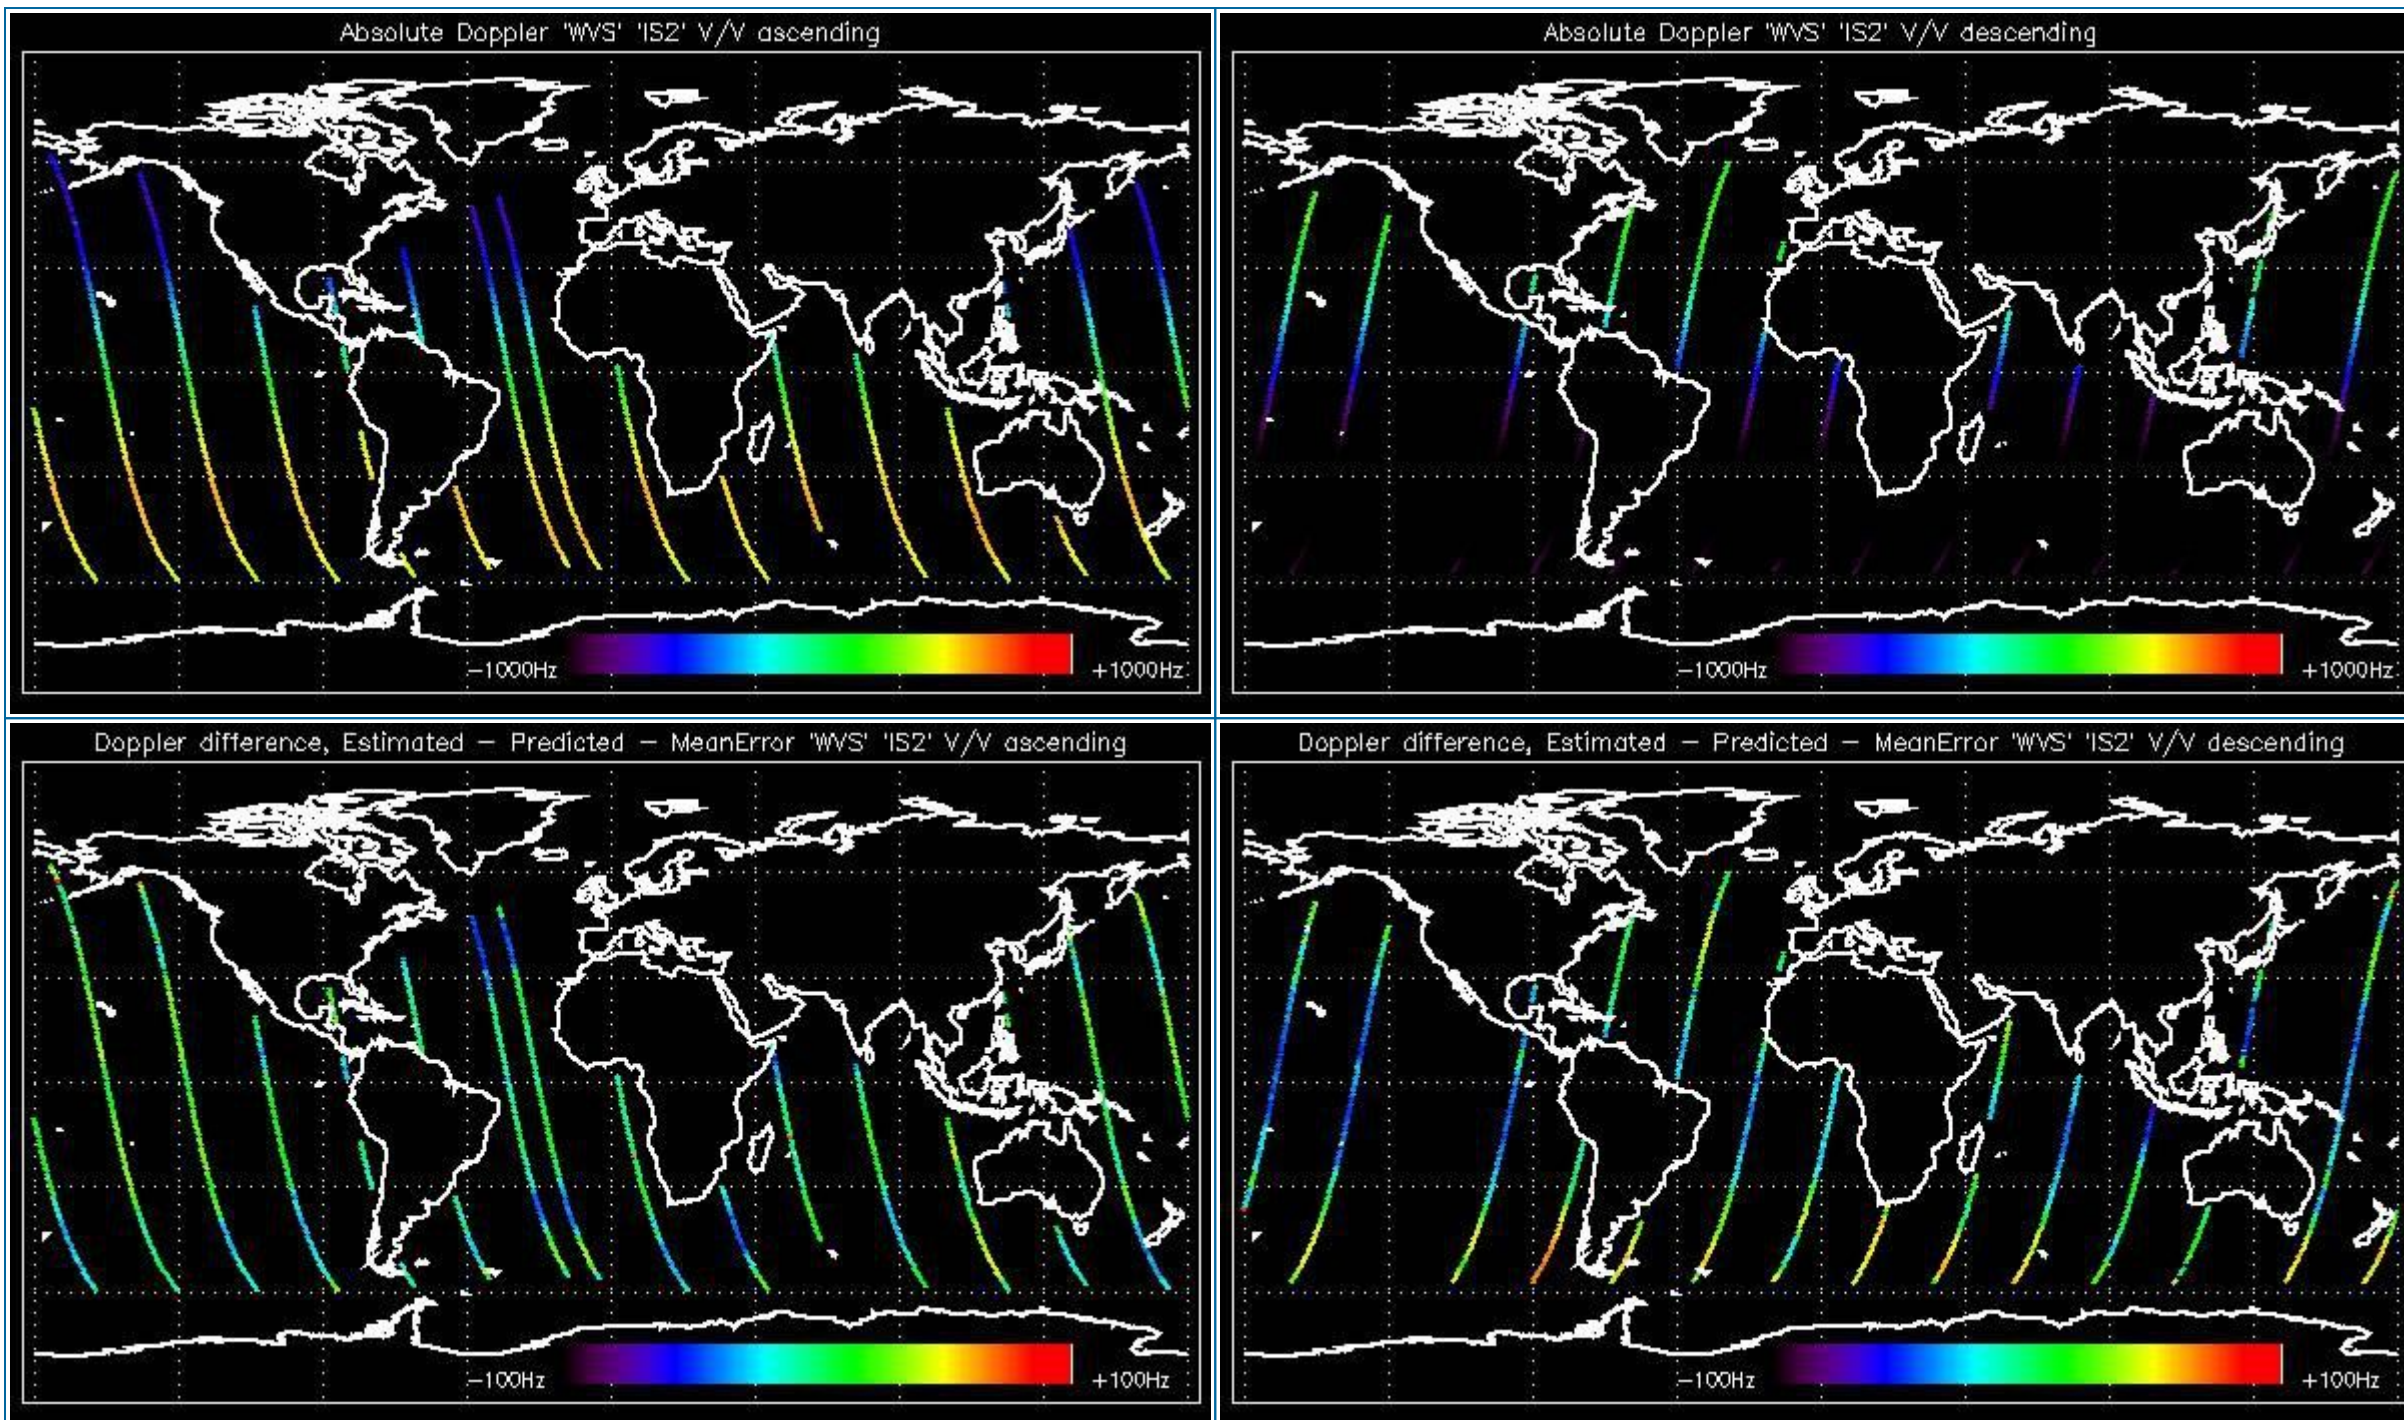 Absolute Doppler 'WVS' 'IS2' V/V ascending
-1000Hz
+1000Hz
Absolute Doppler 'WVS' 'IS2' V/V descending
-1000Hz
+1000Hz
Doppler difference, Estimated - Predicted - MeanError 'WVS' 'IS2' V/V ascending
-100Hz
+100Hz
Doppler difference, Estimated - Predicted - MeanError 'WVS' 'IS2' V/V descending
-100Hz
+100Hz